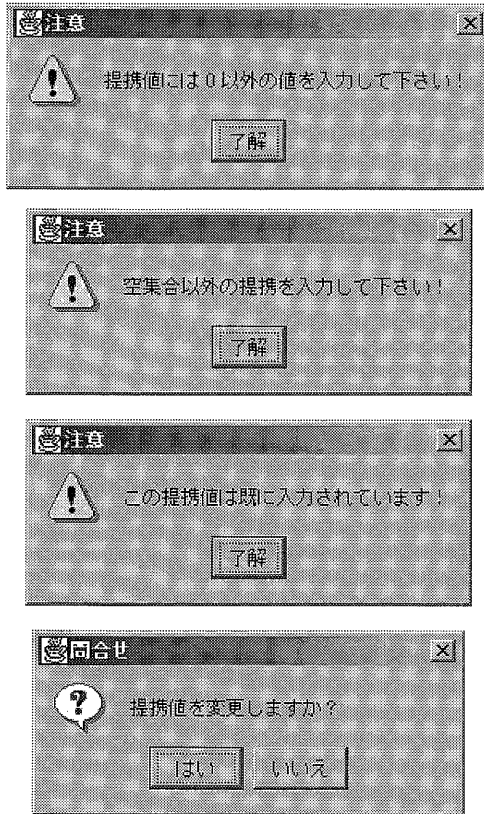 注意
提携値には0以外の値を入力して下さい!
了解
注意
空集合以外の提携を入力して下さい!
了解
注意
この提携値は既に入力されています!
了解
問合せ
提携値を変更しますか?
はい いいえ